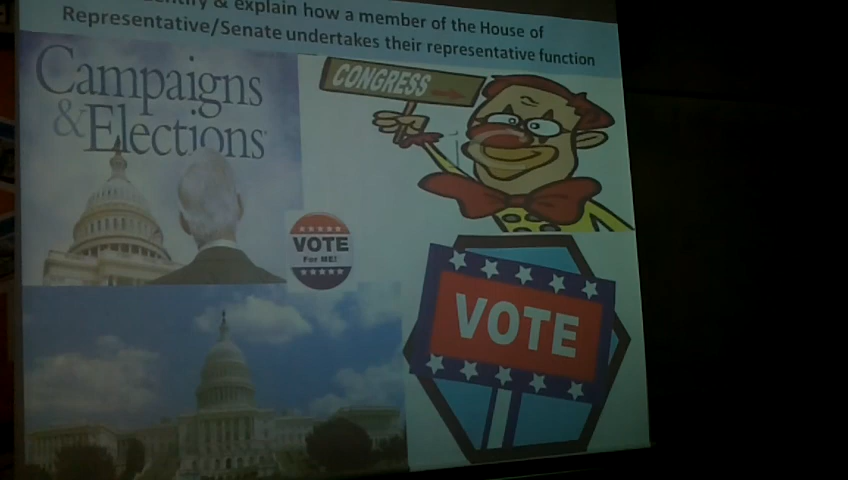 & explain how a member of the House of
Representative/Senate undertakes their representative function
Campaigns
&Elections
CONGRESS
VOTE
For ME!
VOTE